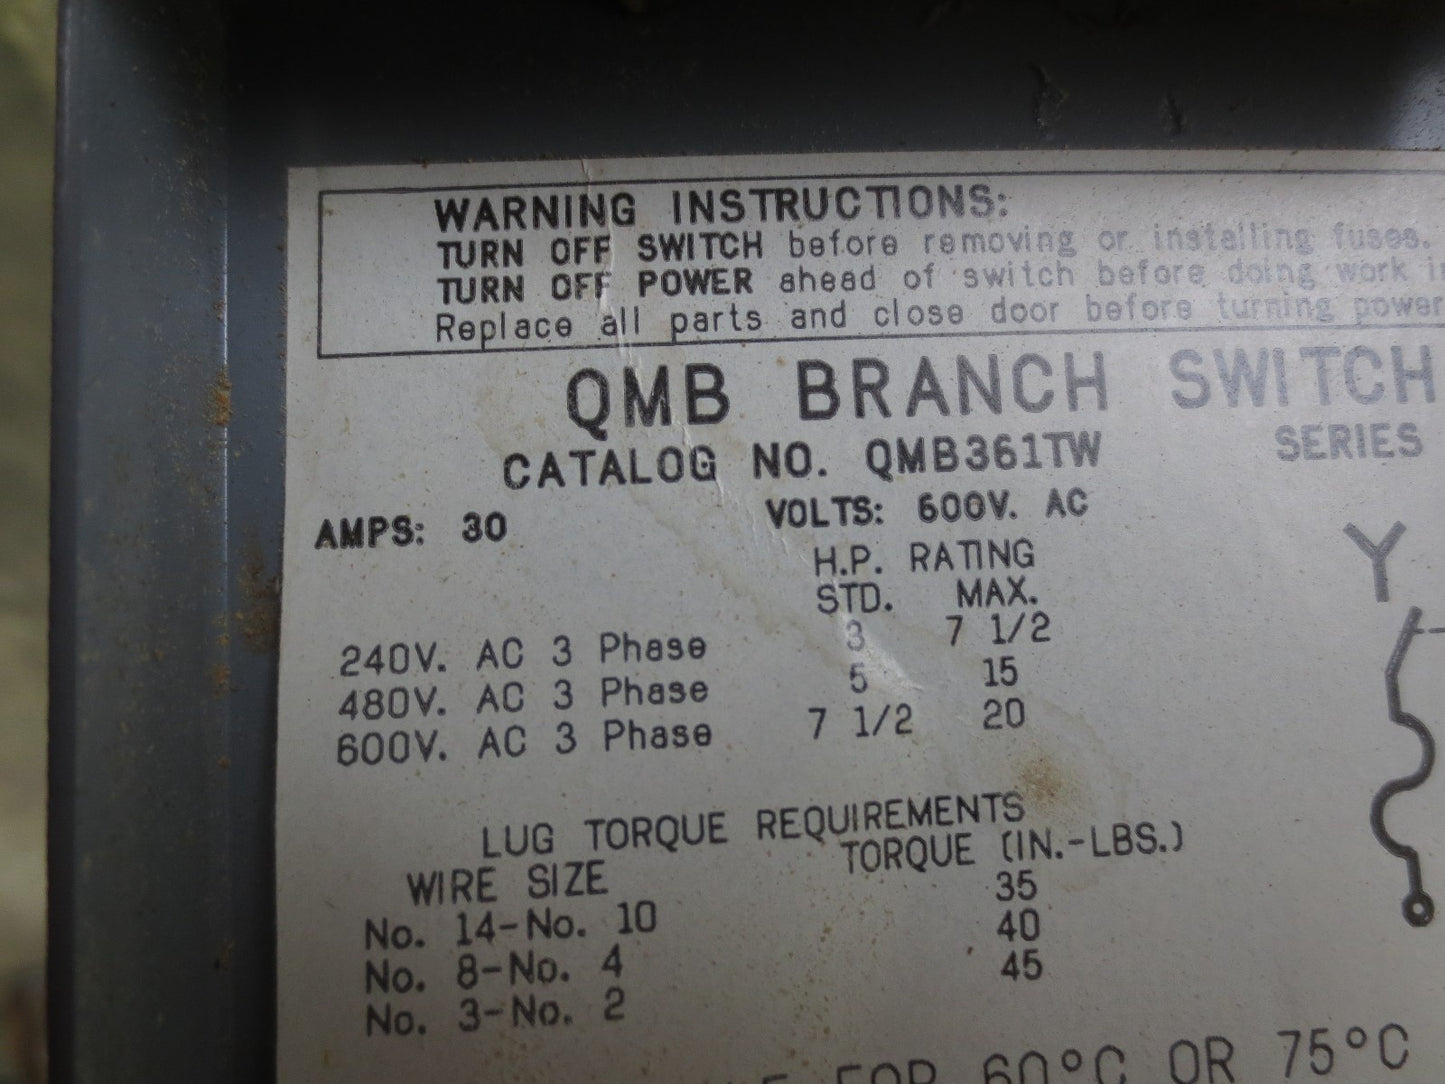 WARNING INSTRUCTIONS:
TURN OFF SWITCH before removing or installing fuses.
TURN OFF POWER ahead of switch before doing work
Replace all parts and close door before turning power
QMB BRANCH SWITCH
CATALOG NO. QMB361TW SERIES
AMPS: 30 VOLTS: 600V. AC
H.P. RATING
STD. MAX.
240V. AC 3 Phase 3 7 1/2
480V. AC 3 Phase 5 15
600V. AC 3 Phase 7 1/2 20
LUG TORQUE REQUIREMENTS
WIRE SIZE TORQUE (IN.-LBS.)
No. 14-No. 10 35
No. 8-No. 4 40
No. 3-No. 2 45
FOR 60°C OR 75°C